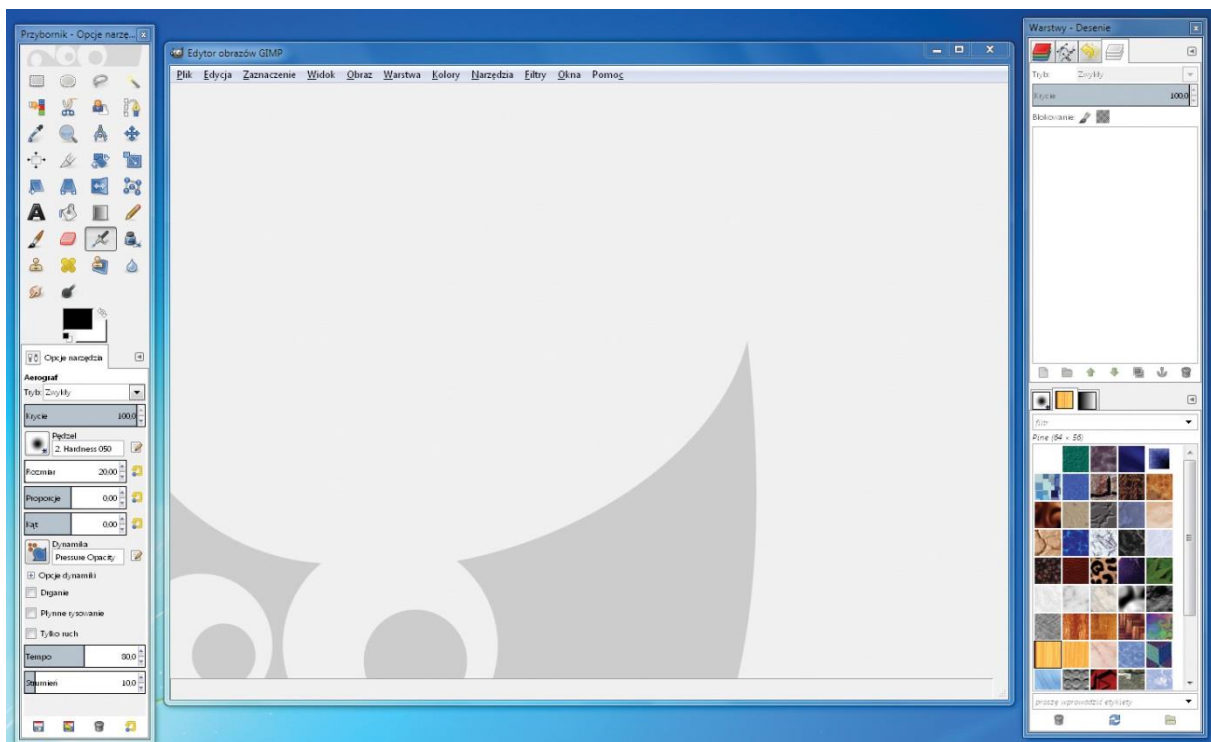 Przybornik - Opcje narzę...
Opcje narzędzia
Aerograf
Tryb: Zwykły
Krycie 100,0
Pędzel
2. Hardness 050
Rozmiar 20,00
Proporcje 0,00
Kąt 0,00
Dynamika
Pressure Opacity
Opcje dynamiki
Drganie
Płynne rysowanie
Tylko ruch
Tempo 80,0
Strumień 10,0
Edytor obrazów GIMP
Plik Edycja Zaznaczenie Widok Obraz Warstwa Kolory Narzędzia Filtry Okna Pomoc
Warstwy - Desenie
Tryb: Zwykły
Krycie 100,0
Blokowanie:
filtr
Pine (64 × 56)
proszę wprowadzić etykiety